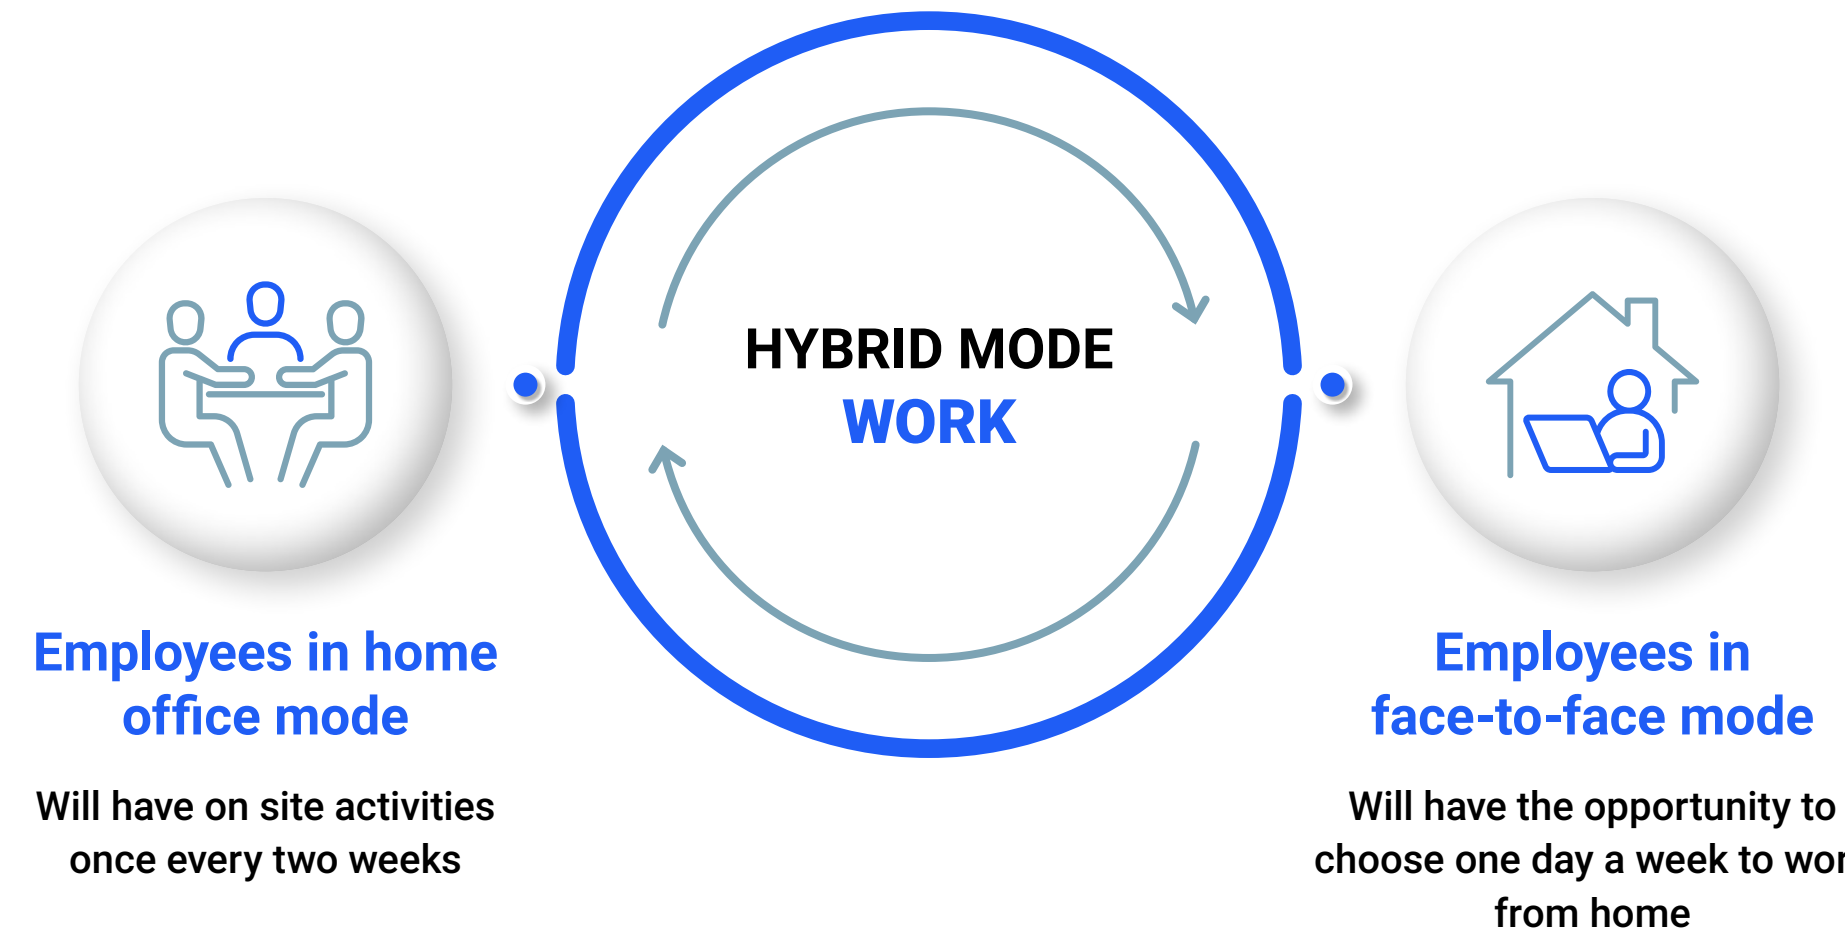 HYBRID MODE
WORK
Employees in home
office mode
Will have on site activities
once every two weeks
Employees in
face-to-face mode
Will have the opportunity to
choose one day a week to wor
from home